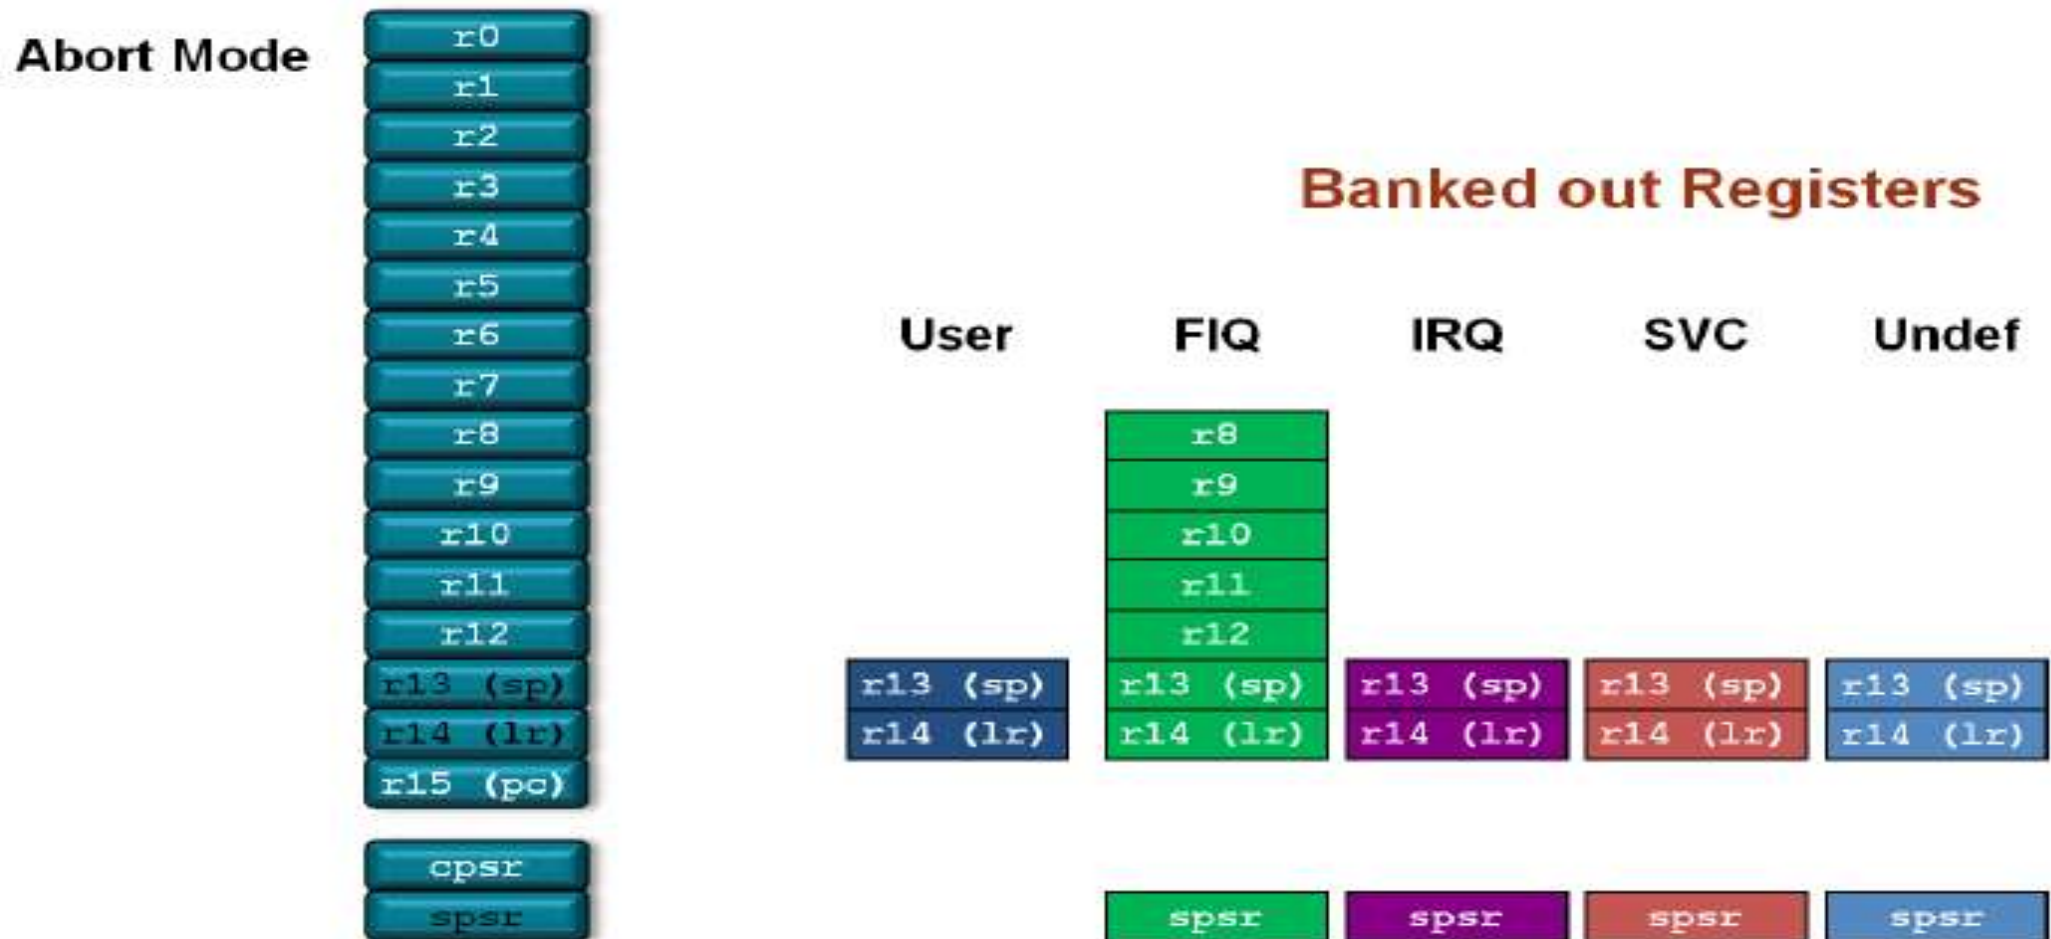 Abort Mode
r0
r1
r2
r3
r4
r5
r6
r7
r8
r9
r10
r11
r12
r13 (sp)
r14 (lr)
r15 (pc)
cpsr
spsr
Banked out Registers
User FIQ IRQ SVC Undef
r8
r9
r10
r11
r12
r13 (sp) r13 (sp) r13 (sp) r13 (sp) r13 (sp)
r14 (lr) r14 (lr) r14 (lr) r14 (lr) r14 (lr)
spsr spsr spsr spsr